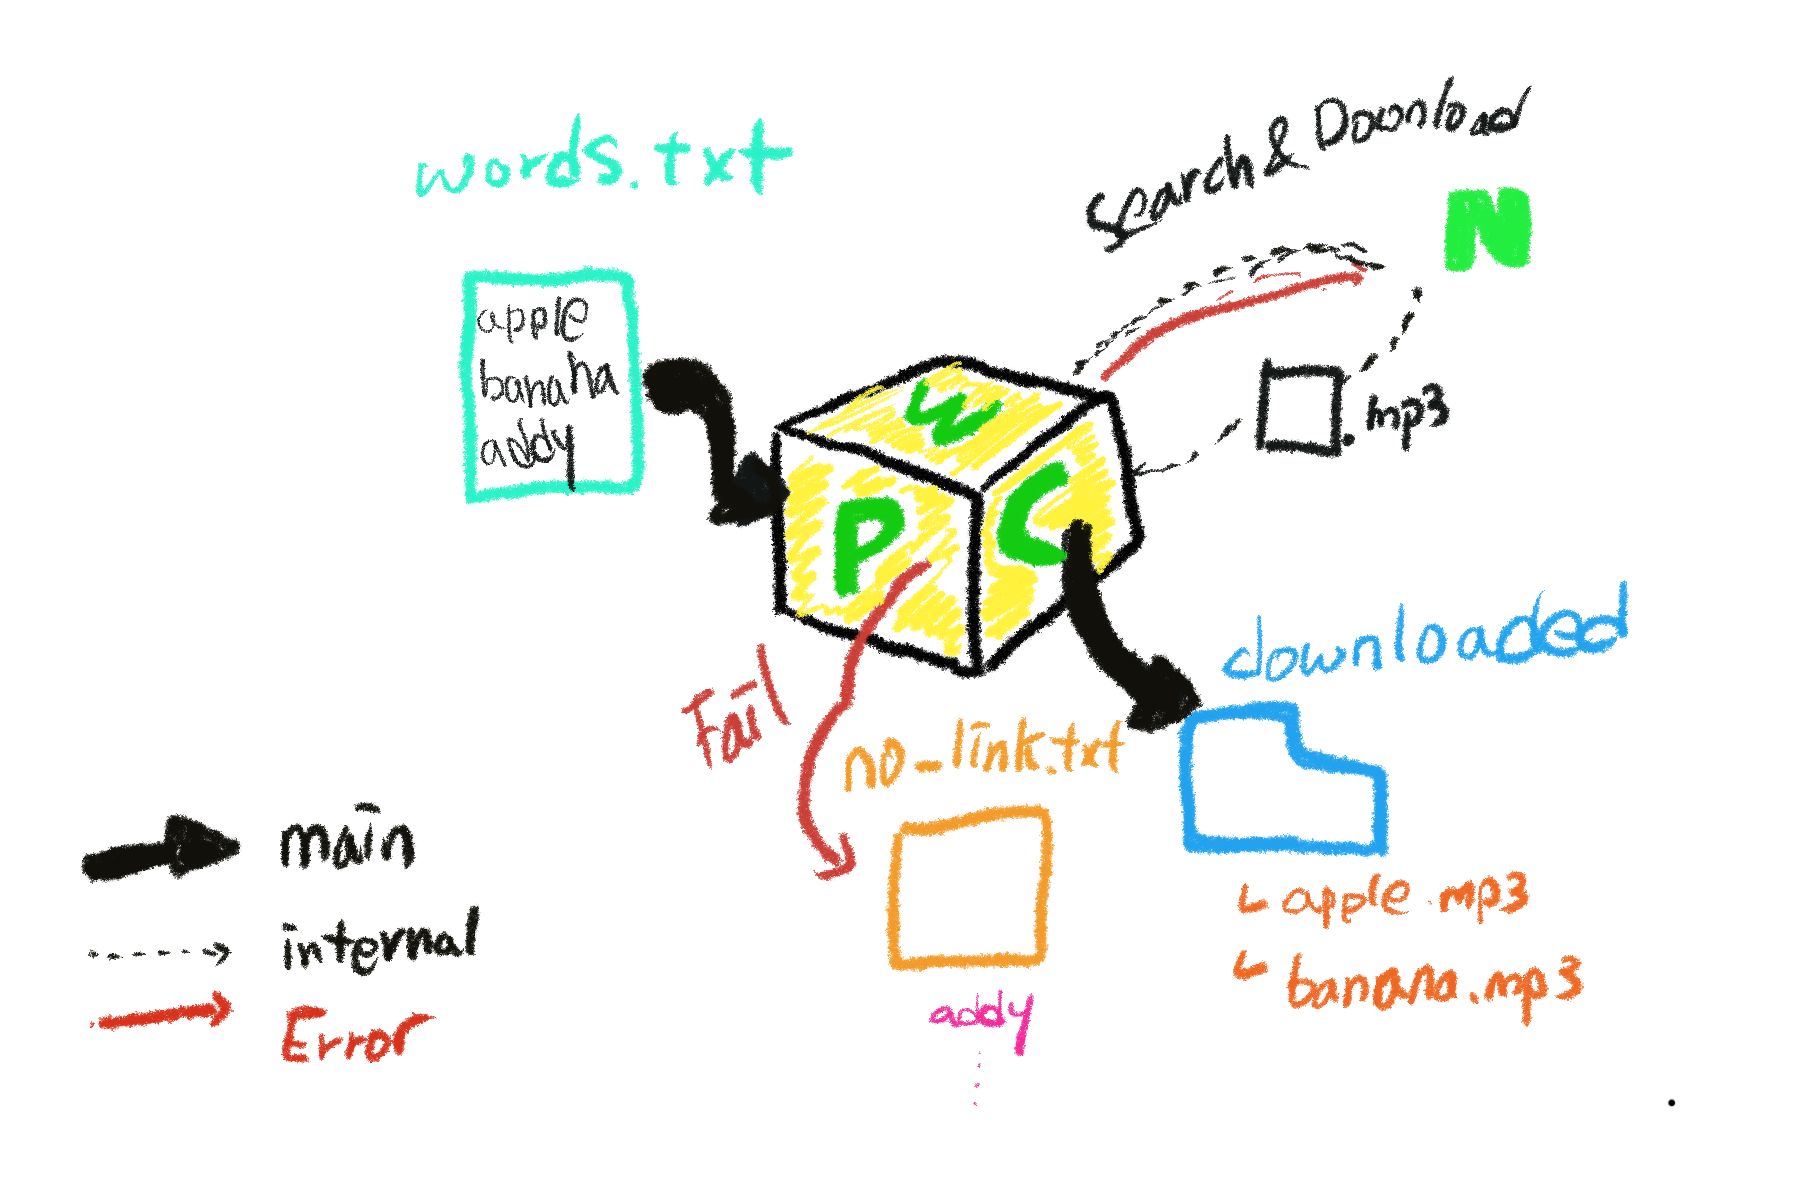 words.txt
Search & Download
N
apple
banana
addy
.mp3
W
P
C
Fail
no_link.txt
downloaded
main
internal
Error
addy
apple.mp3
banana.mp3